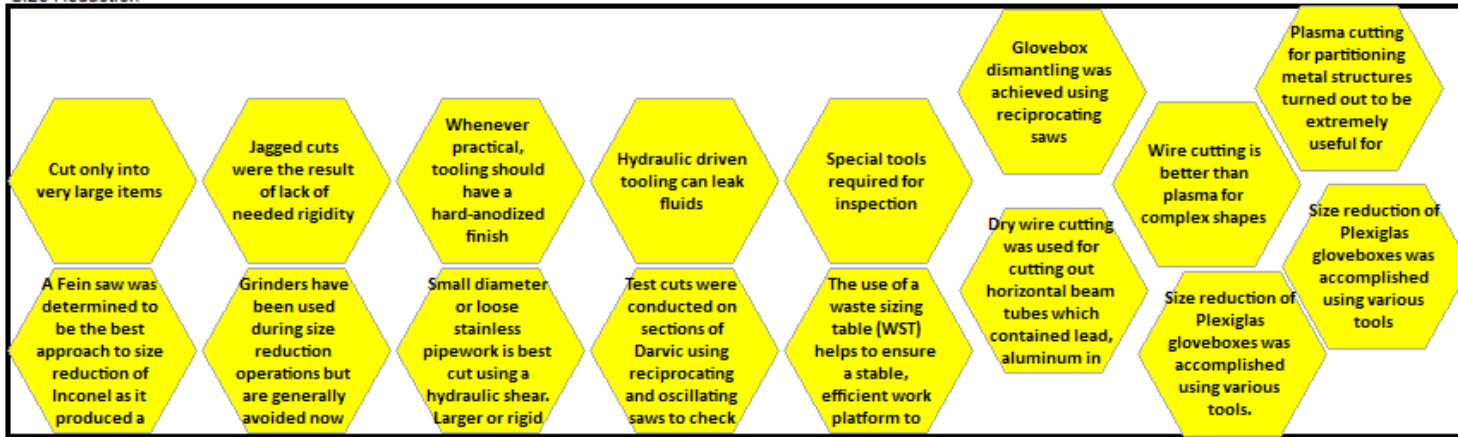 Cut only into
very large items
Jagged cuts
were the result
of lack of
needed rigidity
Whenever
practical,
tooling should
have a
hard-anodized
finish
Hydraulic driven
tooling can leak
fluids
Special tools
required for
inspection
Glovebox
dismantling was
achieved using
reciprocating
saws
Plasma cutting
for partitioning
metal structures
turned out to be
extremely
useful for
Wire cutting is
better than
plasma for
complex shapes
A Fein saw was
determined to
be the best
approach to size
reduction of
Inconel as it
produced a
Grinders have
been used
during size
reduction
operations but
are generally
avoided now
Small diameter
or loose
stainless
pipework is best
cut using a
hydraulic shear.
Larger or rigid
Test cuts were
conducted on
sections of
Darvic using
reciprocating
and oscillating
saws to check
The use of a
waste sizing
table (WST)
helps to ensure
a stable,
efficient work
platform to
Dry wire cutting
was used for
cutting out
horizontal beam
tubes which
contained lead,
aluminum in
Size reduction of
Plexiglas
gloveboxes was
accomplished
using various
tools.
Size reduction of
Plexiglas
gloveboxes was
accomplished
using various
tools